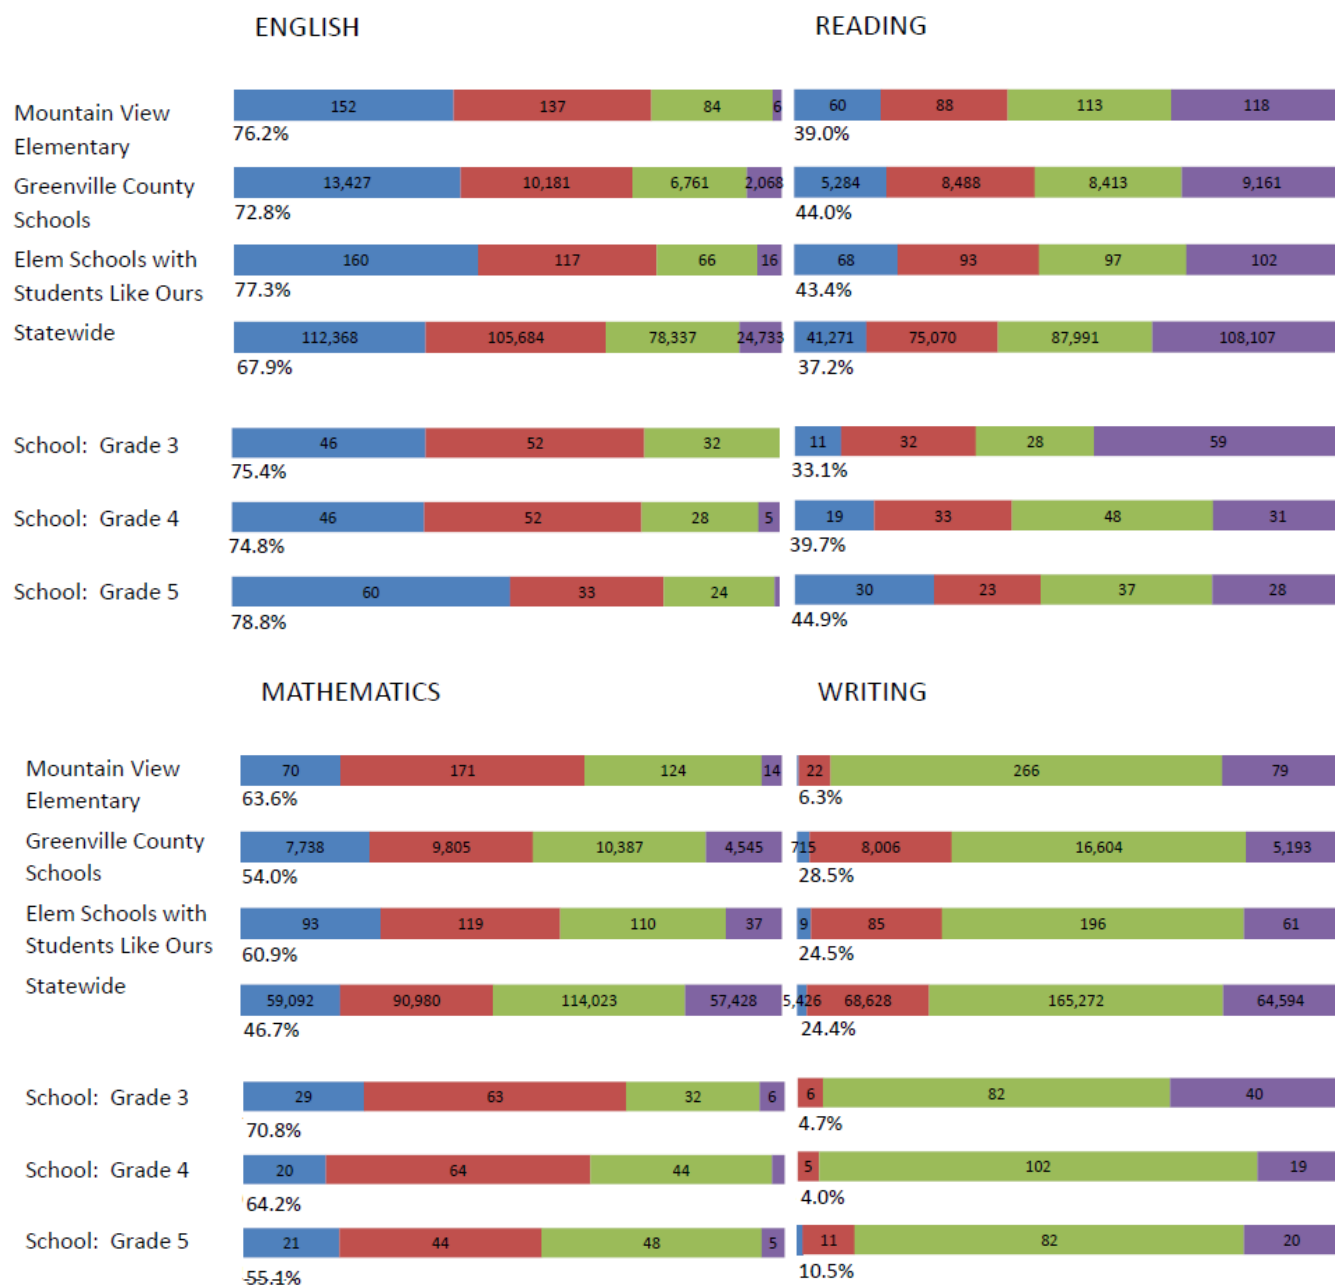 ENGLISH READING
Mountain View
Elementary
152 137 84 6 60 88 113 118
76.2% 39.0%
Greenville County
Schools
13,427 10,181 6,761 2,068 5,284 8,488 8,413 9,161
72.8% 44.0%
Elem Schools with
Students Like Ours
160 117 66 16 68 93 97 102
77.3% 43.4%
Statewide
112,368 105,684 78,337 24,733 41,271 75,070 87,991 108,107
67.9% 37.2%
School: Grade 3 46 52 32 11 32 28 59
75.4% 33.1%
School: Grade 4 46 52 28 5 19 33 48 31
74.8% 39.7%
School: Grade 5 60 33 24 30 23 37 28
78.8% 44.9%
MATHEMATICS WRITING
Mountain View
Elementary
70 171 124 14 22 266 79
63.6% 6.3%
Greenville County
Schools
7,738 9,805 10,387 4,545 715 8,006 16,604 5,193
54.0% 28.5%
Elem Schools with
Students Like Ours
93 119 110 37 9 85 196 61
60.9% 24.5%
Statewide
59,092 90,980 114,023 57,428 5,426 68,628 165,272 64,594
46.7% 24.4%
School: Grade 3 29 63 32 6 6 82 40
70.8% 4.7%
School: Grade 4 20 64 44 5 102 19
64.2% 4.0%
School: Grade 5 21 44 48 5 11 82 20
55.1% 10.5%